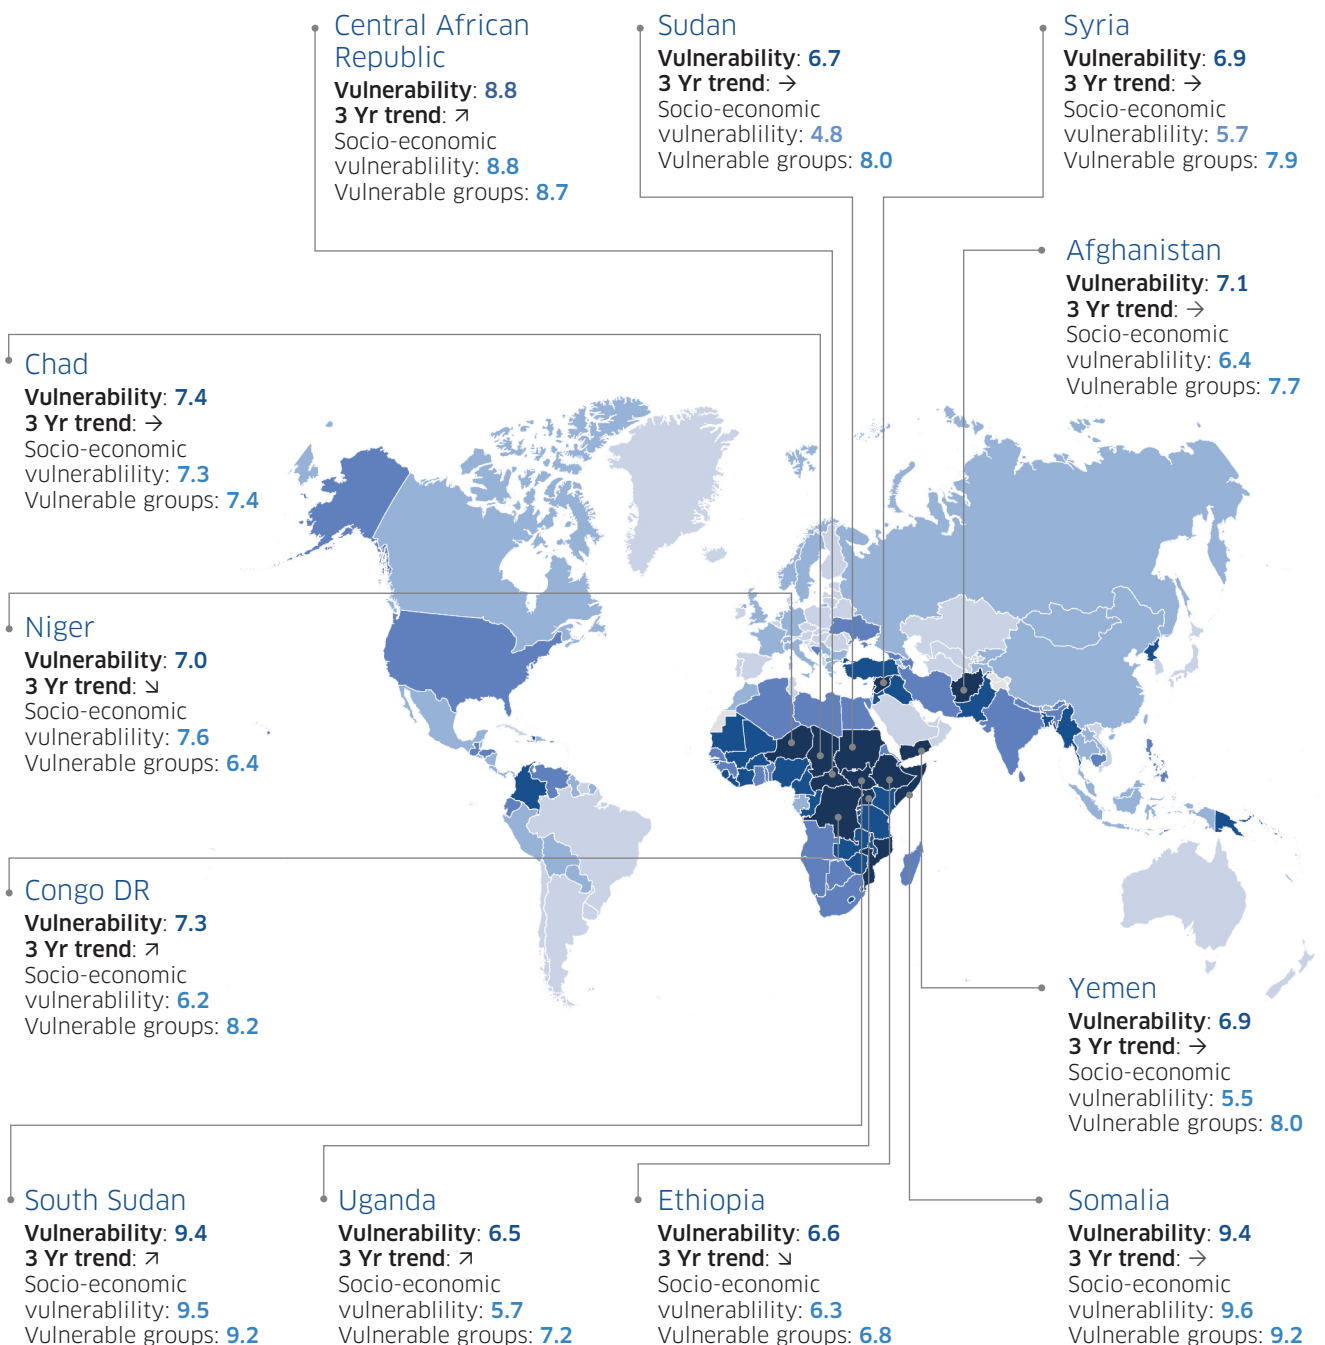 Central African
Republic
Vulnerability: 8.8
3 Yr trend: ↗
Socio-economic
vulnerablility: 8.8
Vulnerable groups: 8.7
Sudan
Vulnerability: 6.7
3 Yr trend: →
Socio-economic
vulnerablility: 4.8
Vulnerable groups: 8.0
Syria
Vulnerability: 6.9
3 Yr trend: →
Socio-economic
vulnerablility: 5.7
Vulnerable groups: 7.9
Afghanistan
Vulnerability: 7.1
3 Yr trend: →
Socio-economic
vulnerablility: 6.4
Vulnerable groups: 7.7
Chad
Vulnerability: 7.4
3 Yr trend: →
Socio-economic
vulnerablility: 7.3
Vulnerable groups: 7.4
Niger
Vulnerability: 7.0
3 Yr trend: ↘
Socio-economic
vulnerablility: 7.6
Vulnerable groups: 6.4
Congo DR
Vulnerability: 7.3
3 Yr trend: ↗
Socio-economic
vulnerablility: 6.2
Vulnerable groups: 8.2
Yemen
Vulnerability: 6.9
3 Yr trend: →
Socio-economic
vulnerablility: 5.5
Vulnerable groups: 8.0
South Sudan
Vulnerability: 9.4
3 Yr trend: ↗
Socio-economic
vulnerablility: 9.5
Vulnerable groups: 9.2
Uganda
Vulnerability: 6.5
3 Yr trend: ↗
Socio-economic
vulnerablility: 5.7
Vulnerable groups: 7.2
Ethiopia
Vulnerability: 6.6
3 Yr trend: ↘
Socio-economic
vulnerablility: 6.3
Vulnerable groups: 6.8
Somalia
Vulnerability: 9.4
3 Yr trend: →
Socio-economic
vulnerablility: 9.6
Vulnerable groups: 9.2